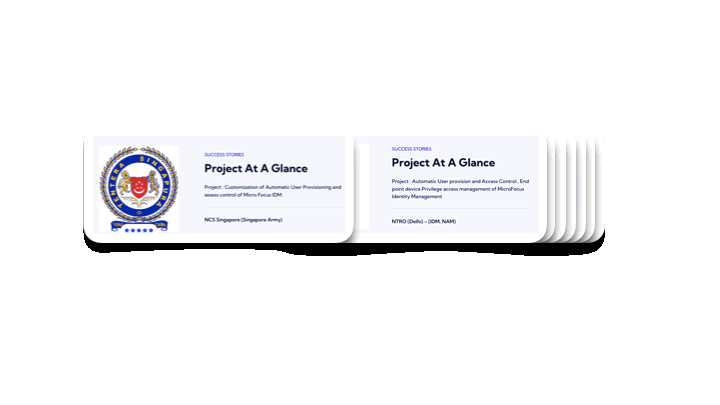 TENTERA SINGAPURA
SUCCESS STORIES
Project At A Glance
Project : Customization of Automatic User Provisioning and
assess control of Micro Focus IDM.
NCS Singapore (Singapore Army)
SUCCESS STORIES
Project At A Glance
Project : Automatic User provision and Access Control , End
point device Privilege access management of MicroFocus
Identity Management
NTRO (Delhi) – (IDM, NAM)